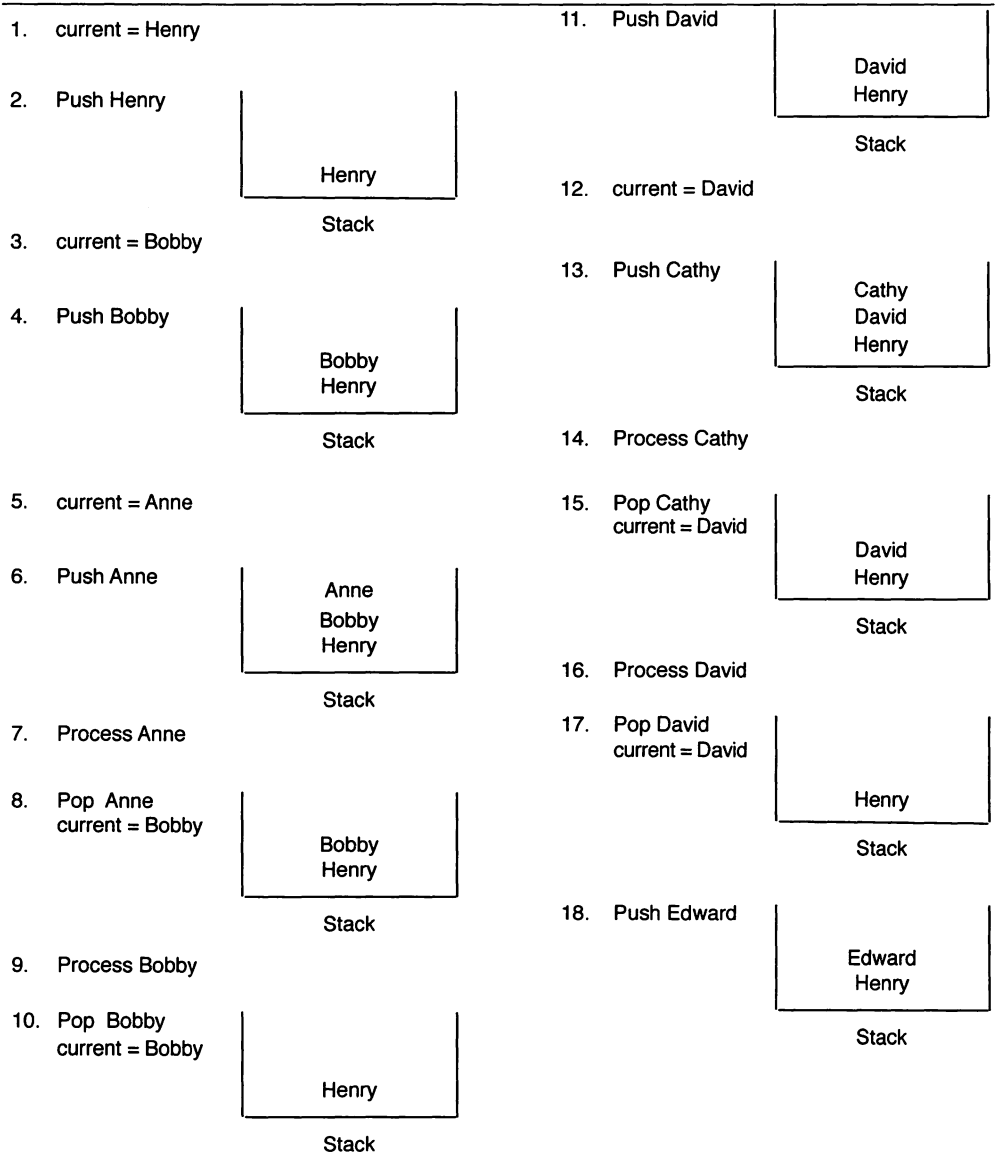 1. current = Henry
2. Push Henry
Henry
Stack
3. current = Bobby
4. Push Bobby
Bobby
Henry
Stack
5. current = Anne
6. Push Anne
Anne
Bobby
Henry
Stack
7. Process Anne
8. Pop Anne
current = Bobby
Bobby
Henry
Stack
9. Process Bobby
10. Pop Bobby
current = Bobby
Henry
Stack
11. Push David
David
Henry
Stack
12. current = David
13. Push Cathy
Cathy
David
Henry
Stack
14. Process Cathy
15. Pop Cathy
current = David
David
Henry
Stack
16. Process David
17. Pop David
current = David
Henry
Stack
18. Push Edward
Edward
Henry
Stack